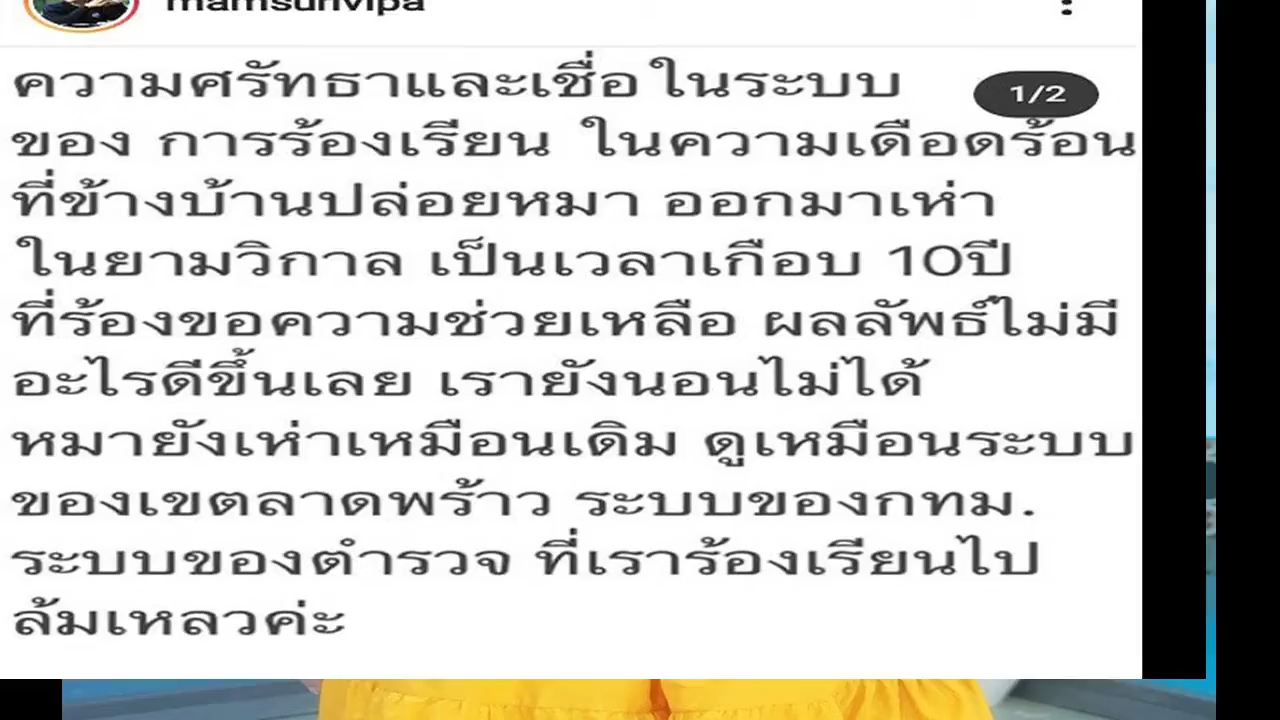 mamsurivipa
1/2
ความศรัทธาและเชื่อ ในระบบ
ของ การร้องเรียน ในความเดือดร้อน
ที่ข้างบ้านปล่อยหมา ออกมาเห่า
ในยามวิกาล เป็นเวลาเกือบ 10ปี
ที่ร้องขอความช่วยเหลือ ผลลัพธ์ไม่มี
อะไรดีขึ้นเลย เรายังนอนไม่ได้
หมายังเห่าเหมือนเดิม ดูเหมือนระบบ
ของเขตลาดพร้าว ระบบของกทม.
ระบบของตำรวจ ที่เราร้องเรียนไป
ล้มเหลวค่ะ